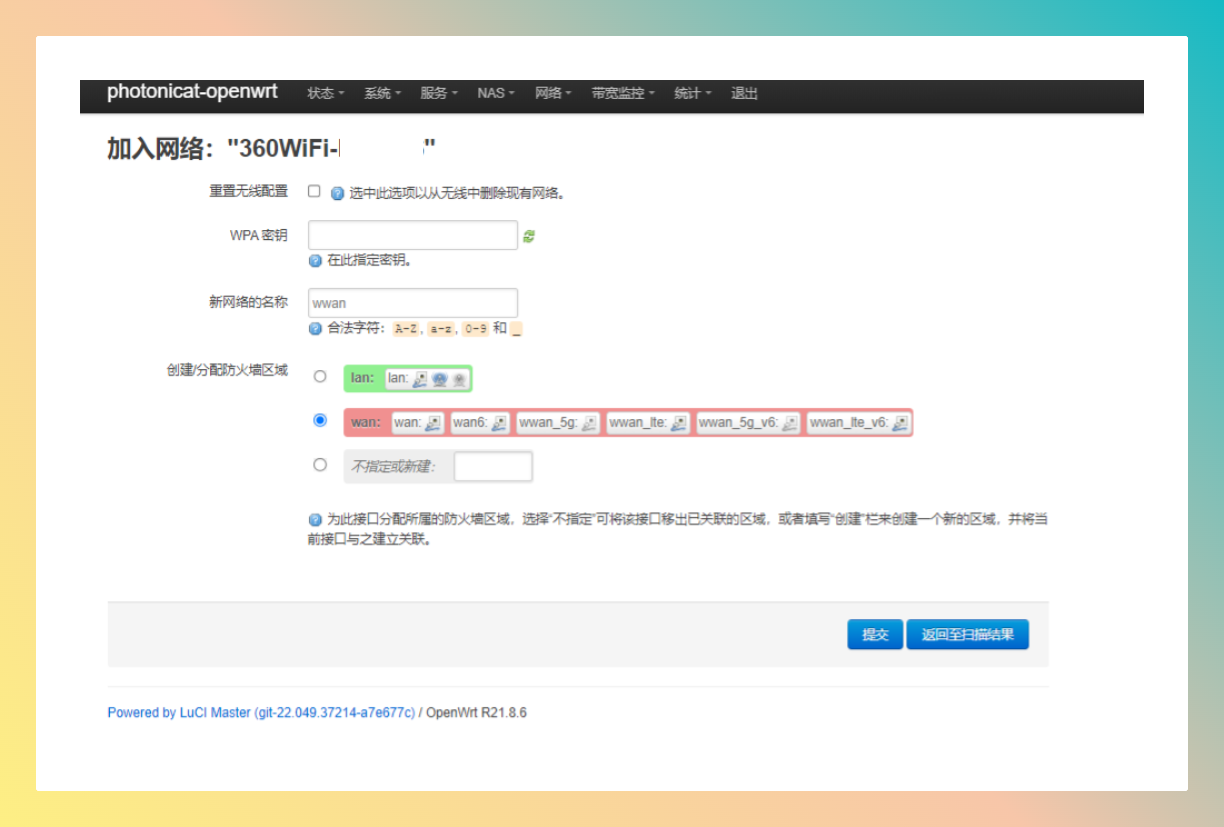 photonicat-openwrt 状态 系统 服务 NAS 网络 带宽监控 统计 退出
加入网络："360WiFi- "
重置无线配置 选中此选项以从无线中删除现有网络。
WPA 密钥
在此指定密钥。
新网络的名称 wwan
合法字符： A-Z, a-z, 0-9 和 _
创建/分配防火墙区域 lan: lan:
wan: wan: wan6: wwan_5g: wwan_lte: wwan_5g_v6: wwan_lte_v6:
不指定或新建：
为此接口分配所属的防火墙区域，选择“不指定”可将该接口移出已关联的区域，或者填写“创建”栏来创建一个新的区域，并将当
前接口与之建立关联。
提交 返回至扫描结果
Powered by LuCI Master (git-22.049.37214-a7e677c) / OpenWrt R21.8.6